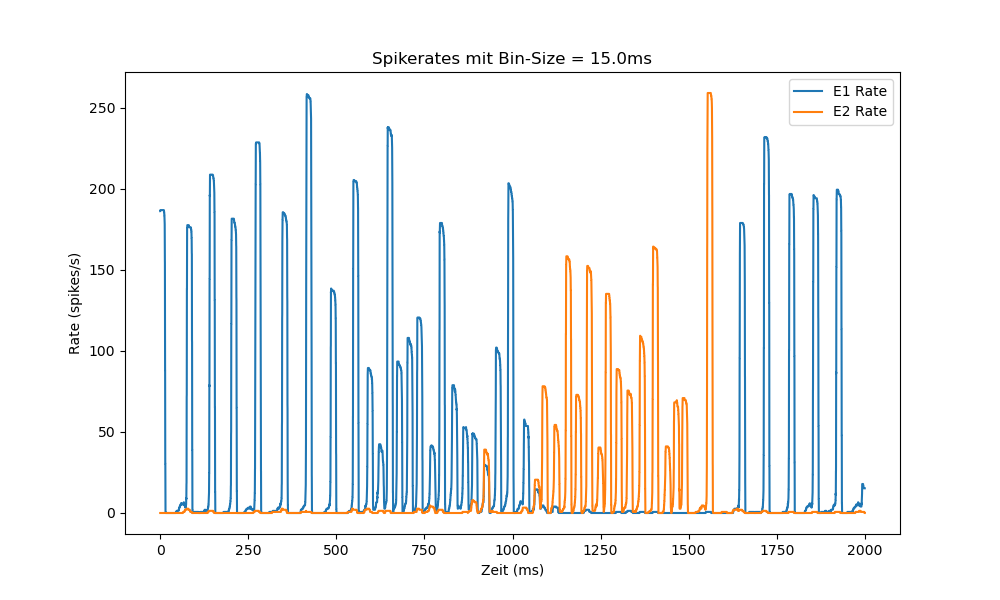 Spikerates mit Bin-Size = 15.0ms
E1 Rate
E2 Rate
Rate (spikes/s)
250
200
150
100
50
0
0 250 500 750 1000 1250 1500 1750 2000
Zeit (ms)